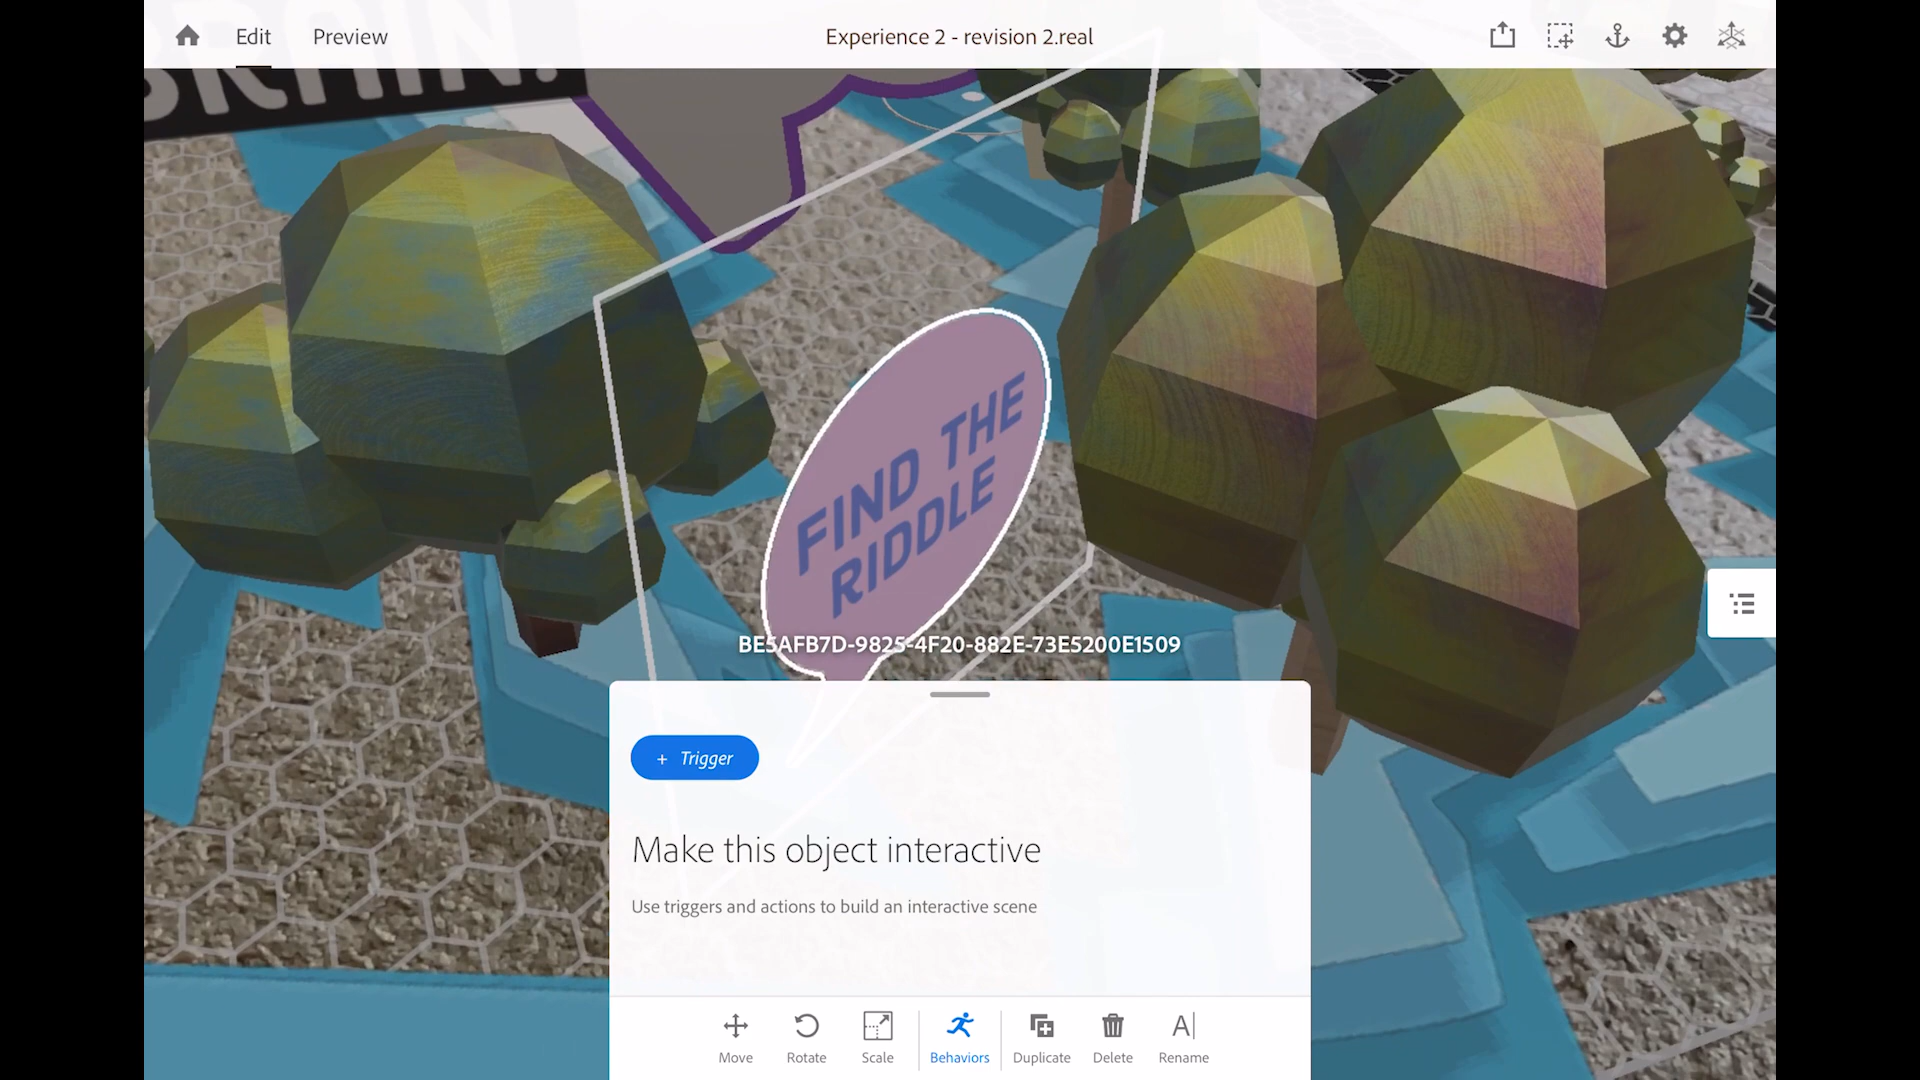 Edit
Preview
Experience 2 - revision 2.real
BRAIN.
FIND THE
RIDDLE
BE5AFB7D-9825-4F20-882E-73E5200E1509
+ Trigger
Make this object interactive
Use triggers and actions to build an interactive scene
Move
Rotate
Scale
Behaviors
Duplicate
Delete
Rename